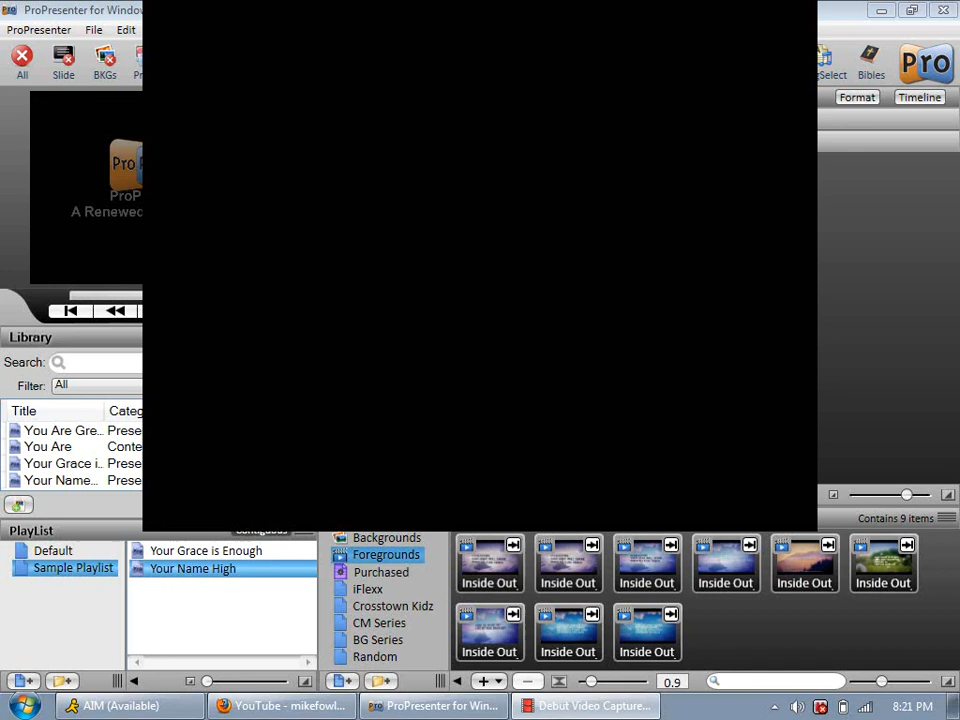 ProPresenter for Window
ProPresenter File Edit
All Slide BKGs Pr
Select Bibles Pro
Format Timeline
Pro
ProP
A Renewed
Library
Search:
Filter: All
Title Categ
You Are Gre... Prese
You Are Conte
Your Grace i... Prese
Your Name... Prese
Contains 9 items
PlayList
Default
Sample Playlist
Your Grace is Enough
Your Name High
Backgrounds
Foregrounds
Purchased
iFlexx
Crosstown Kidz
CM Series
BG Series
Random
Inside Out Inside Out Inside Out Inside Out Inside Out Inside Out
Inside Out Inside Out Inside Out
0.9
AIM (Available) YouTube - mikefowl... ProPresenter for Win... Debut Video Capture... 8:21 PM